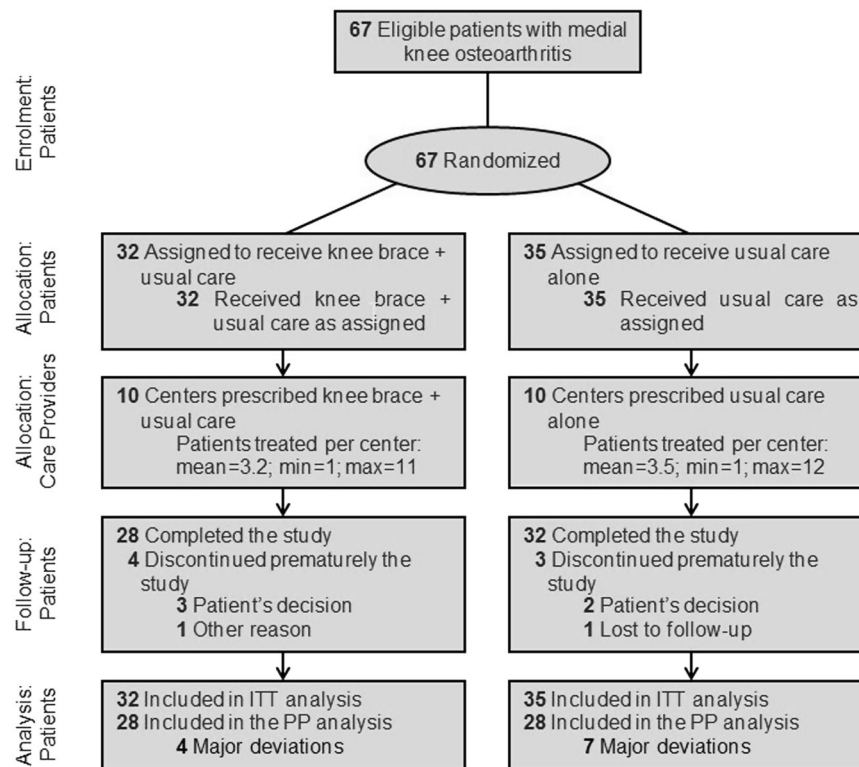 67 Eligible patients with medial
knee osteoarthritis
Enrolment:
Patients
67 Randomized
Allocation:
Patients
32 Assigned to receive knee brace +
usual care
32 Received knee brace +
usual care as assigned
35 Assigned to receive usual care
alone
35 Received usual care as
assigned
Allocation:
Care Providers
10 Centers prescribed knee brace +
usual care
Patients treated per center:
mean=3.2; min=1; max=11
10 Centers prescribed usual care
alone
Patients treated per center:
mean=3.5; min=1; max=12
Follow-up:
Patients
28 Completed the study
4 Discontinued prematurely the
study
3 Patient's decision
1 Other reason
32 Completed the study
3 Discontinued prematurely the
study
2 Patient's decision
1 Lost to follow-up
Analysis:
Patients
32 Included in ITT analysis
28 Included in the PP analysis
4 Major deviations
35 Included in ITT analysis
28 Included in the PP analysis
7 Major deviations